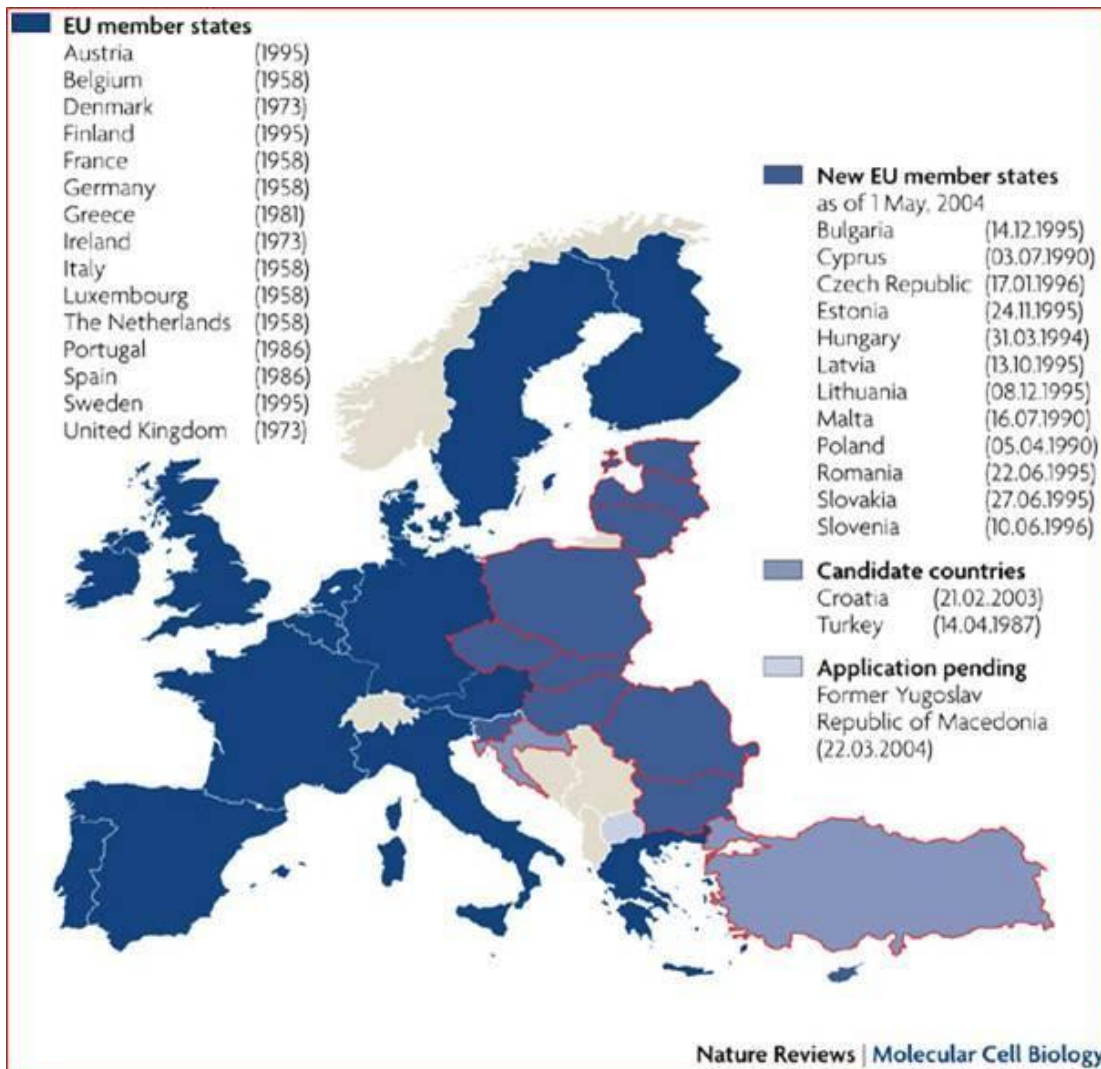 EU member states
Austria (1995)
Belgium (1958)
Denmark (1973)
Finland (1995)
France (1958)
Germany (1958)
Greece (1981)
Ireland (1973)
Italy (1958)
Luxembourg (1958)
The Netherlands (1958)
Portugal (1986)
Spain (1986)
Sweden (1995)
United Kingdom (1973)
New EU member states
as of 1 May, 2004
Bulgaria (14.12.1995)
Cyprus (03.07.1990)
Czech Republic (17.01.1996)
Estonia (24.11.1995)
Hungary (31.03.1994)
Latvia (13.10.1995)
Lithuania (08.12.1995)
Malta (16.07.1990)
Poland (05.04.1990)
Romania (22.06.1995)
Slovakia (27.06.1995)
Slovenia (10.06.1996)
Candidate countries
Croatia (21.02.2003)
Turkey (14.04.1987)
Application pending
Former Yugoslav
Republic of Macedonia
(22.03.2004)
Nature Reviews | Molecular Cell Biology